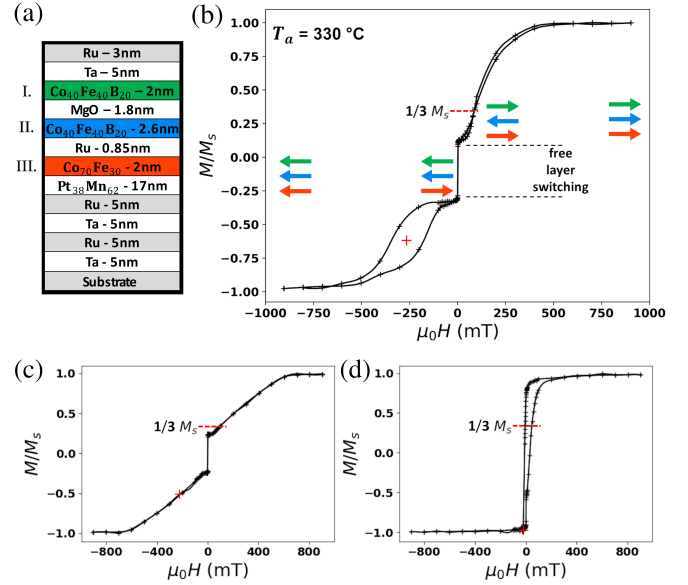 (a)
Ru – 3nm
Ta – 5nm
I. Co₄₀Fe₄₀B₂₀ – 2nm
MgO – 1.8nm
II. Co₄₀Fe₄₀B₂₀ - 2.6nm
Ru - 0.85nm
III. Co₇₀Fe₃₀ - 2nm
Pt₃₈Mn₆₂ - 17nm
Ru - 5nm
Ta - 5nm
Ru - 5nm
Ta - 5nm
Substrate
(b)
Tₐ = 330 °C
M/Mₛ
1.00
0.75
0.50
0.25
0.00
−0.25
−0.50
−0.75
−1.00
1/3 Mₛ
free
layer
switching
−1000 −750 −500 −250 0 250 500 750 1000
μ₀H (mT)
(c)
M/Mₛ
1.0
0.5
0.0
−0.5
−1.0
1/3 Mₛ
−800 −400 0 400 800
μ₀H (mT)
(d)
M/Mₛ
1.0
0.5
0.0
−0.5
−1.0
1/3 Mₛ
−800 −400 0 400 800
μ₀H (mT)